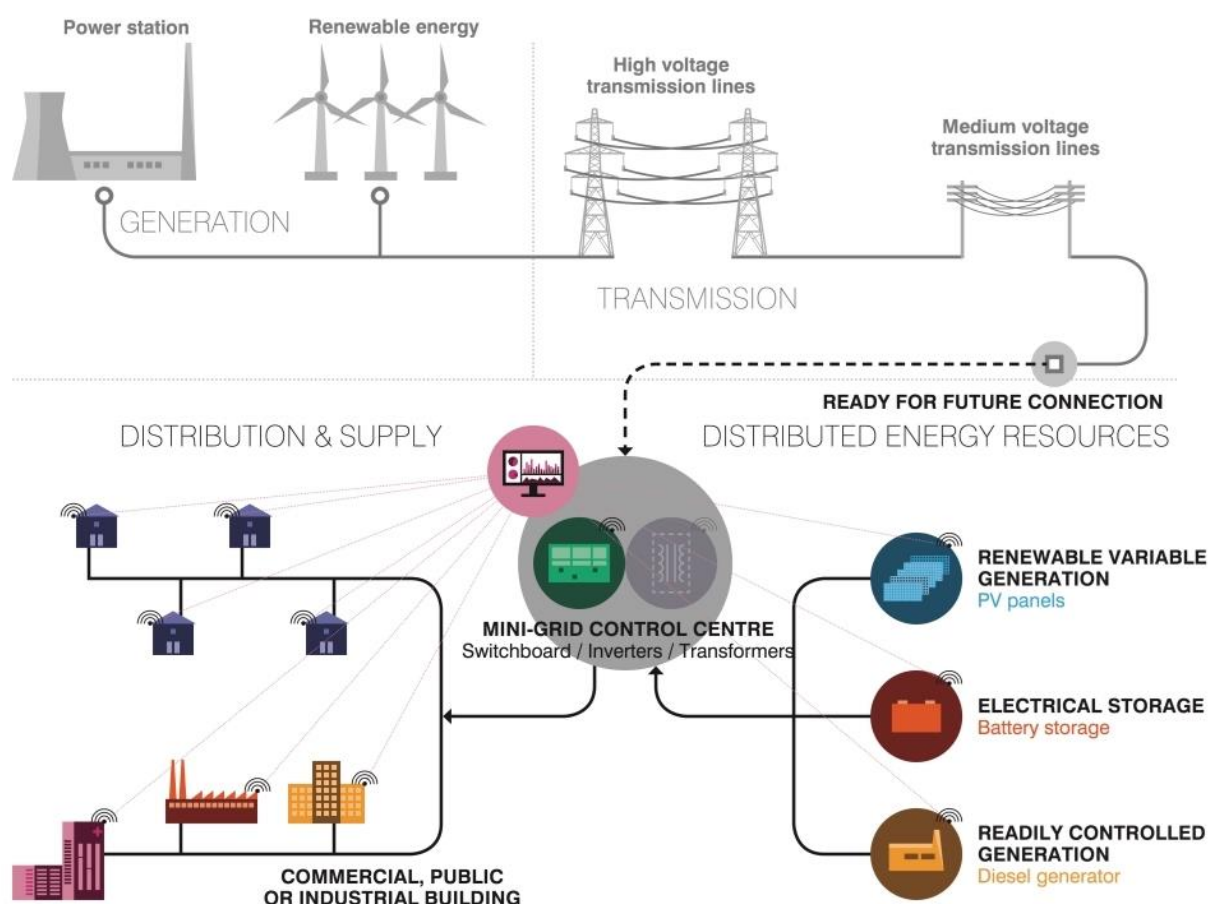 Power station
Renewable energy
High voltage
transmission lines
Medium voltage
transmission lines
GENERATION
TRANSMISSION
READY FOR FUTURE CONNECTION
DISTRIBUTION & SUPPLY
DISTRIBUTED ENERGY RESOURCES
MINI-GRID CONTROL CENTRE
Switchboard / Inverters / Transformers
RENEWABLE VARIABLE
GENERATION
PV panels
ELECTRICAL STORAGE
Battery storage
READILY CONTROLLED
GENERATION
Diesel generator
COMMERCIAL, PUBLIC
OR INDUSTRIAL BUILDING